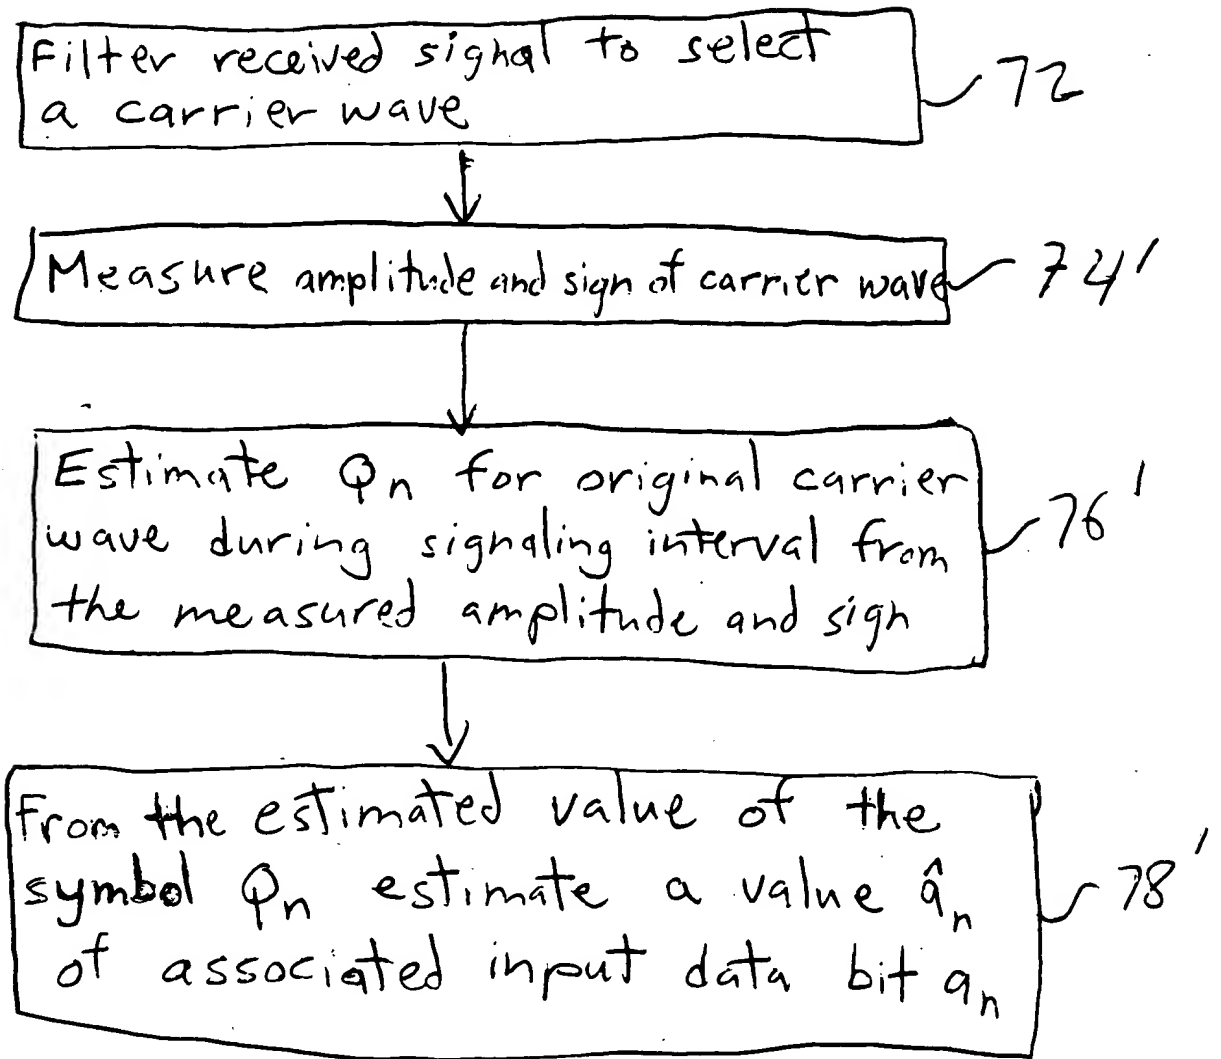 Filter received signal to select
a carrier wave
72
Measure amplitude and sign of carrier wave
74'
Estimate φn for original carrier
wave during signaling interval from
the measured amplitude and sign
76'
From the estimated value of the
symbol φn estimate a value ân
of associated input data bit an
78'